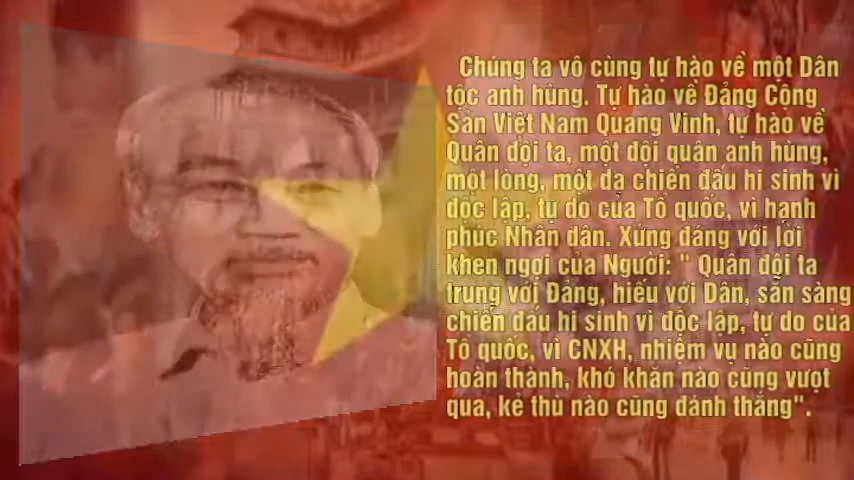 Chúng ta vô cùng tự hào về một Dân
tộc anh hùng. Tự hào về Đảng Cộng
Sản Việt Nam Quang Vinh, tự hào về
Quân đội ta, một đội quân anh hùng,
một lòng, một dạ chiến đấu hi sinh vì
độc lập, tự do của Tổ quốc, vì hạnh
phúc Nhân dân. Xứng đáng với lời
khen ngợi của Người: " Quân đội ta
trung với Đảng, hiếu với Dân, sẵn sàng
chiến đấu hi sinh vì độc lập, tự do của
Tổ quốc, vì CNXH, nhiệm vụ nào cũng
hoàn thành, khó khăn nào cũng vượt
qua, kẻ thù nào cũng đánh thắng".